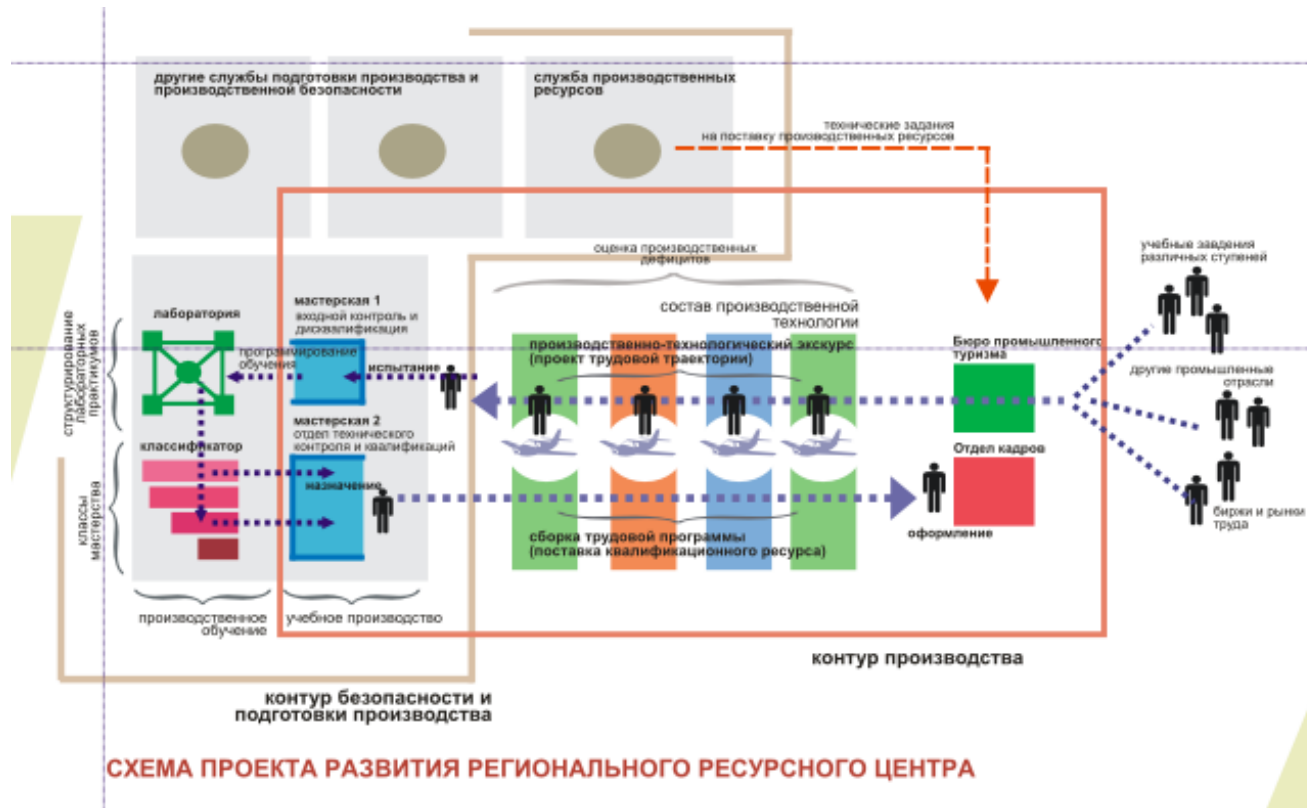 другие службы подготовки производства и
производственной безопасности
служба производственных
ресурсов
технические задания
на поставку производственных ресурсов
оценка производственных
дефицитов
учебные завдения
различных ступеней
структурирование
лабораторных
практикумов
лаборатория
мастерская 1
входной контроль и
дисквалификация
программирование
обучения
испытание
состав производственной
технологии
производственно-технологический экскурс
(проект трудовой траектории)
Бюро промышленного
туризма
другие промышленные
отрасли
классы
мастерства
классификатор
мастерская 2
отдел технического
контроля и квалификаций
назначение
Отдел кадров
сборка трудовой программы
(поставка квалификационного ресурса)
оформление
биржи и рынки
труда
производственное
обучение
учебное производство
контур производства
контур безопасности и
подготовки производства
СХЕМА ПРОЕКТА РАЗВИТИЯ РЕГИОНАЛЬНОГО РЕСУРСНОГО ЦЕНТРА